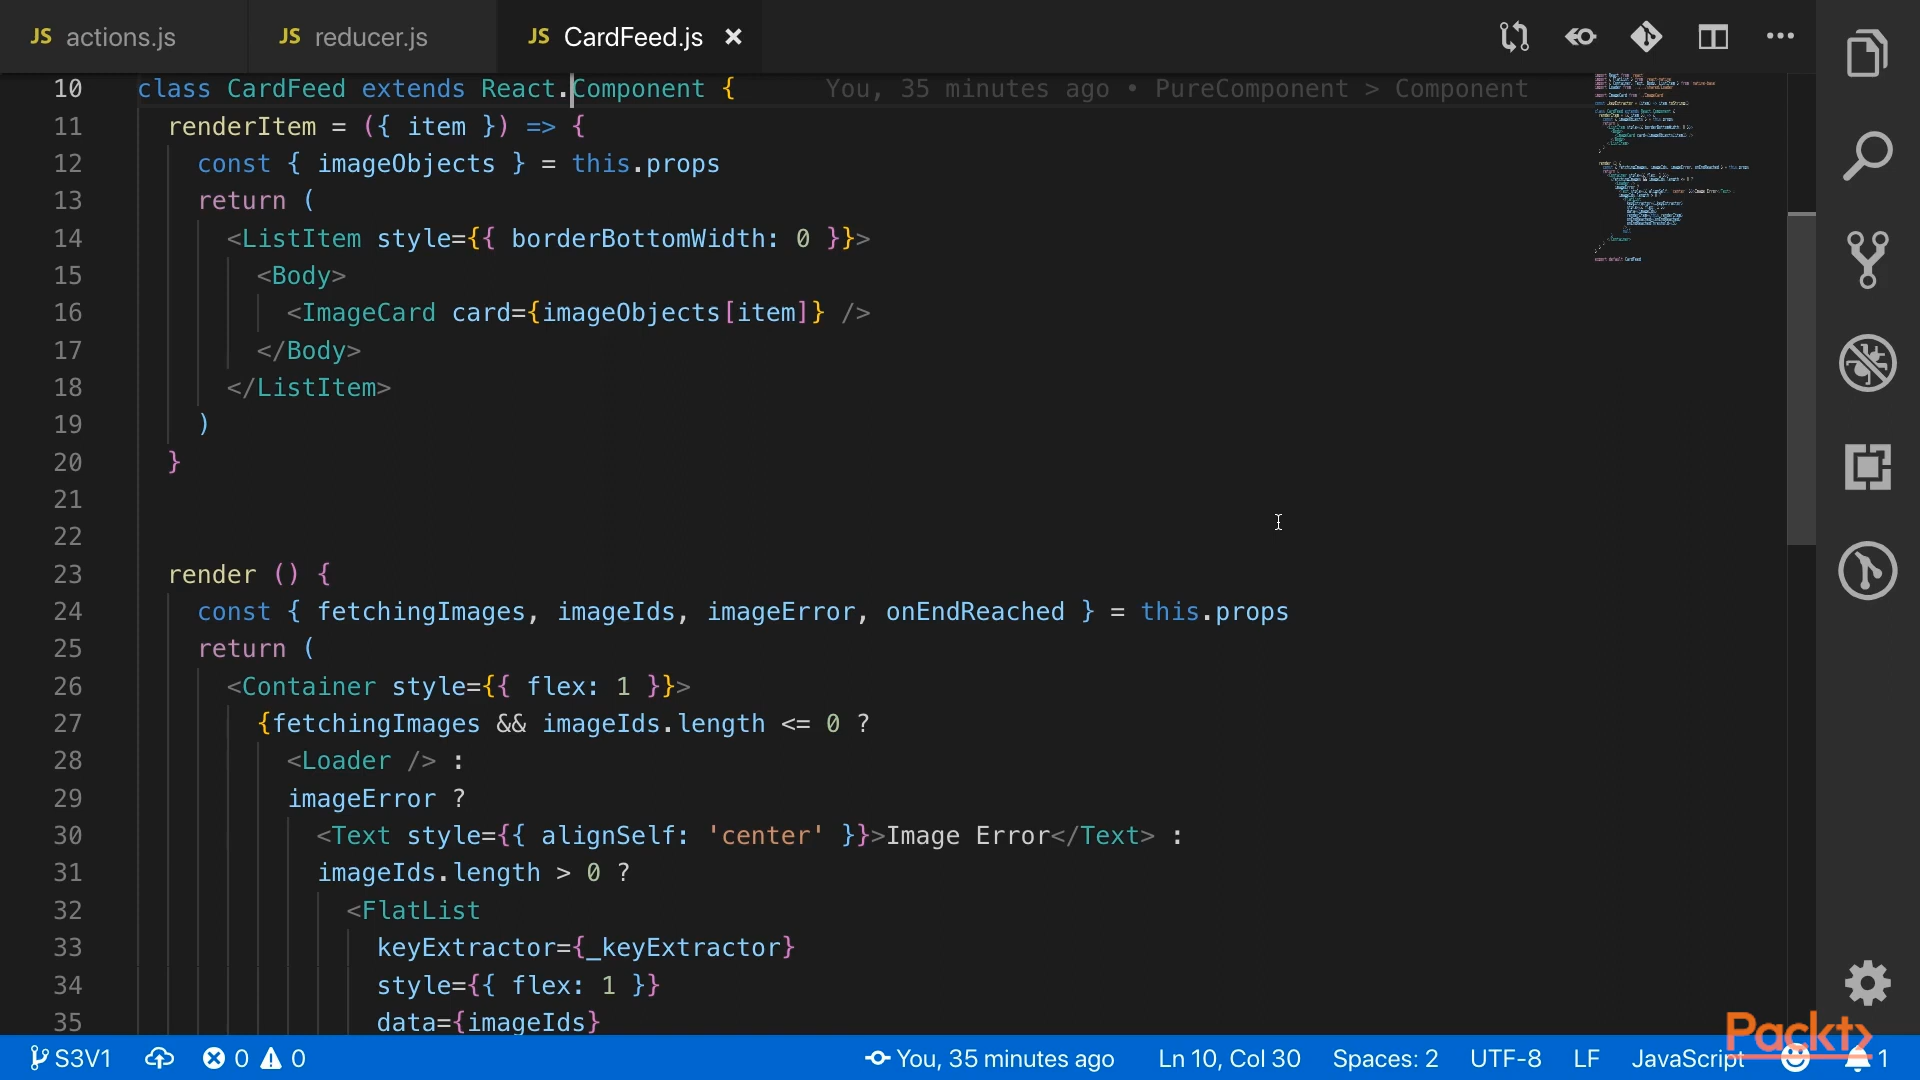 JS actions.js
JS reducer.js
JS CardFeed.js
10 class CardFeed extends React.Component { You, 35 minutes ago • PureComponent > Component
11 renderItem = ({ item }) => {
12 const { imageObjects } = this.props
13 return (
14 <ListItem style={{ borderBottomWidth: 0 }}>
15 <Body>
16 <ImageCard card={imageObjects[item]} />
17 </Body>
18 </ListItem>
19 )
20 }
21
22
23 render () {
24 const { fetchingImages, imageIds, imageError, onEndReached } = this.props
25 return (
26 <Container style={{ flex: 1 }}>
27 {fetchingImages && imageIds.length <= 0 ?
28 <Loader /> :
29 imageError ?
30 <Text style={{ alignSelf: 'center' }}>Image Error</Text> :
31 imageIds.length > 0 ?
32 <FlatList
33 keyExtractor={_keyExtractor}
34 style={{ flex: 1 }}
35 data={imageIds}
Packt>
S3V1 0 0 You, 35 minutes ago Ln 10, Col 30 Spaces: 2 UTF-8 LF JavaScript 1